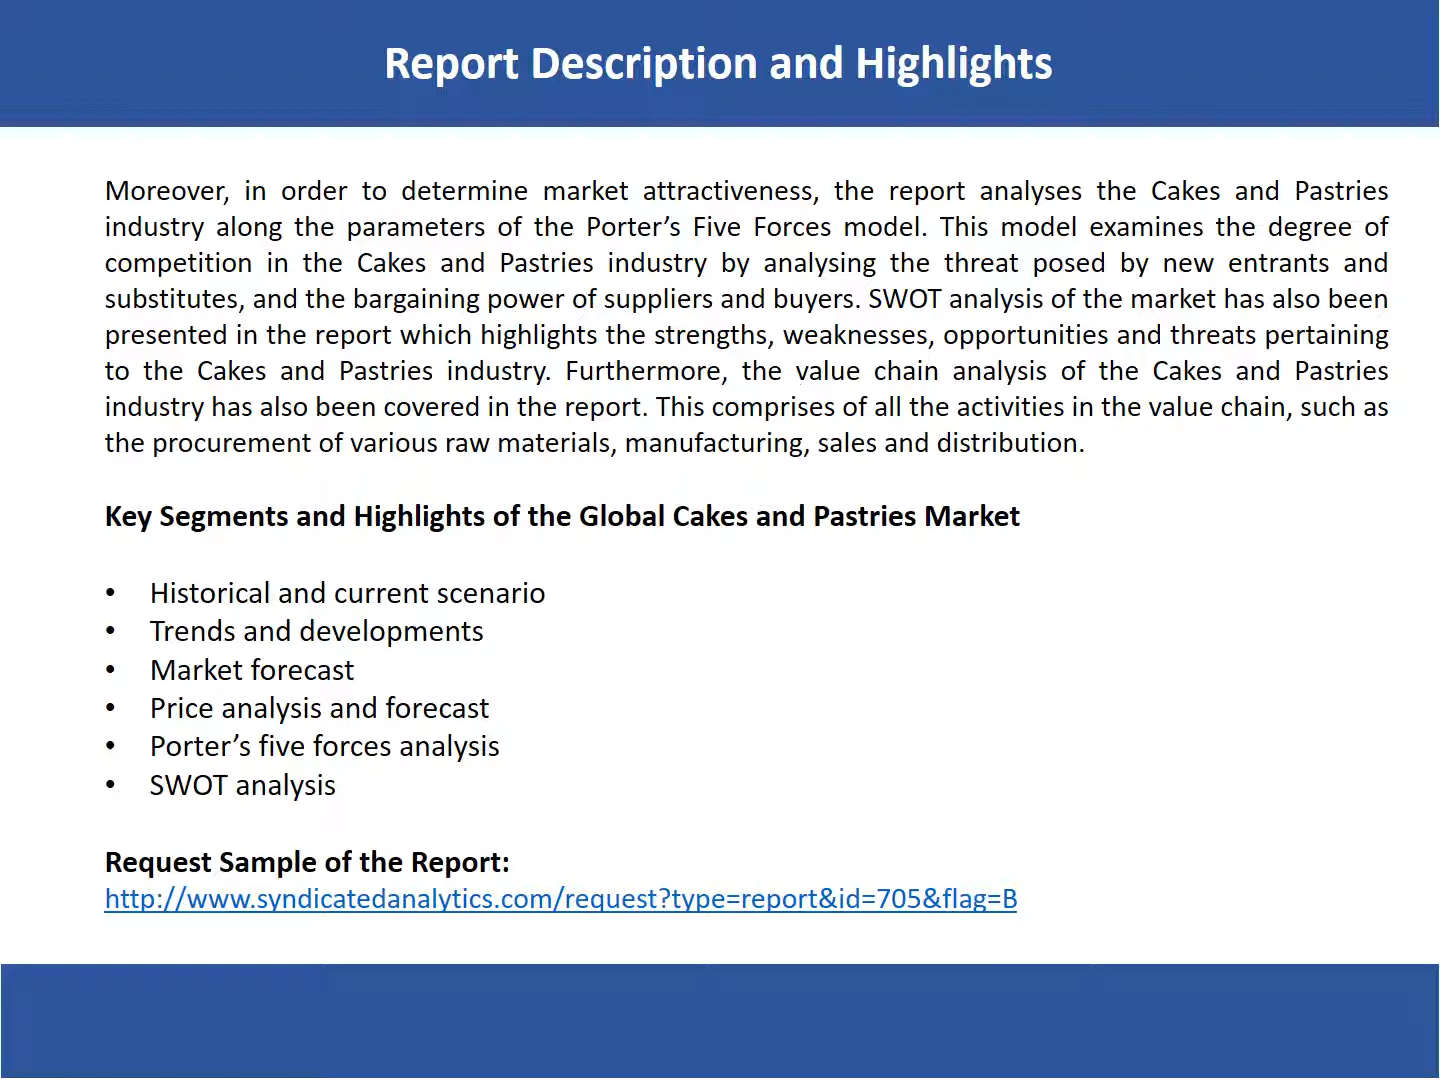 Report Description and Highlights
Moreover, in order to determine market attractiveness, the report analyses the Cakes and Pastries
industry along the parameters of the Porter’s Five Forces model. This model examines the degree of
competition in the Cakes and Pastries industry by analysing the threat posed by new entrants and
substitutes, and the bargaining power of suppliers and buyers. SWOT analysis of the market has also been
presented in the report which highlights the strengths, weaknesses, opportunities and threats pertaining
to the Cakes and Pastries industry. Furthermore, the value chain analysis of the Cakes and Pastries
industry has also been covered in the report. This comprises of all the activities in the value chain, such as
the procurement of various raw materials, manufacturing, sales and distribution.
Key Segments and Highlights of the Global Cakes and Pastries Market
• Historical and current scenario
• Trends and developments
• Market forecast
• Price analysis and forecast
• Porter’s five forces analysis
• SWOT analysis
Request Sample of the Report:
http://www.syndicatedanalytics.com/request?type=report&id=705&flag=B